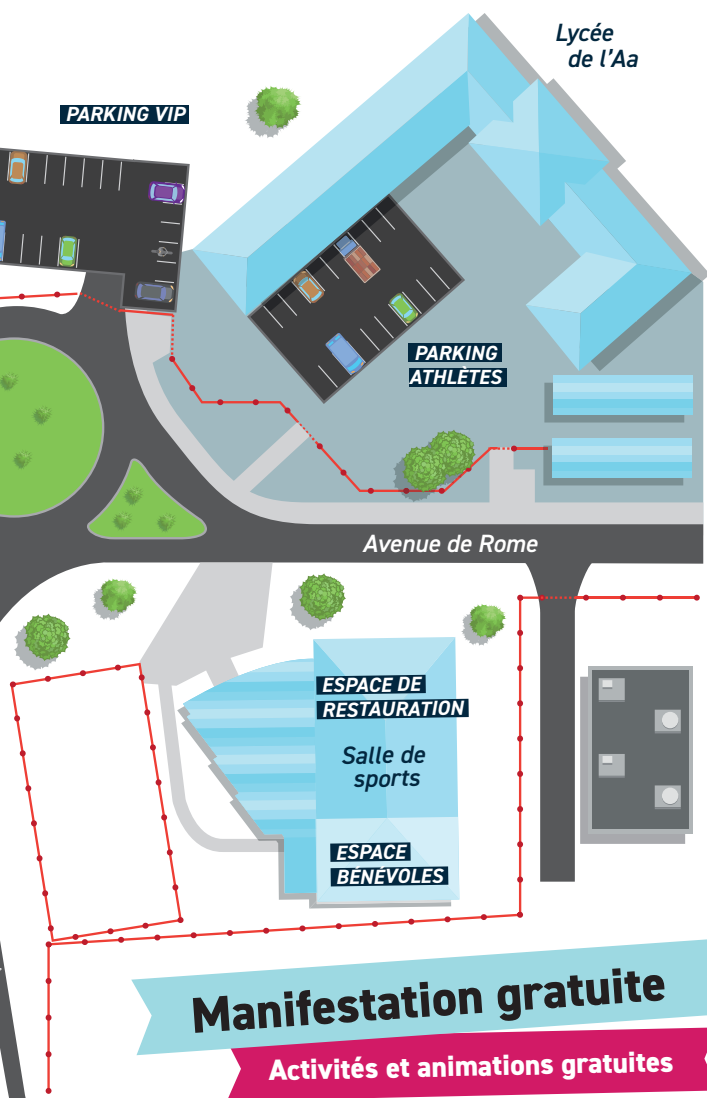 Lycée
de l'Aa
PARKING VIP
PARKING
ATHLÈTES
Avenue de Rome
ESPACE DE
RESTAURATION
Salle de
sports
ESPACE
BÉNÉVOLES
Manifestation gratuite
Activités et animations gratuites